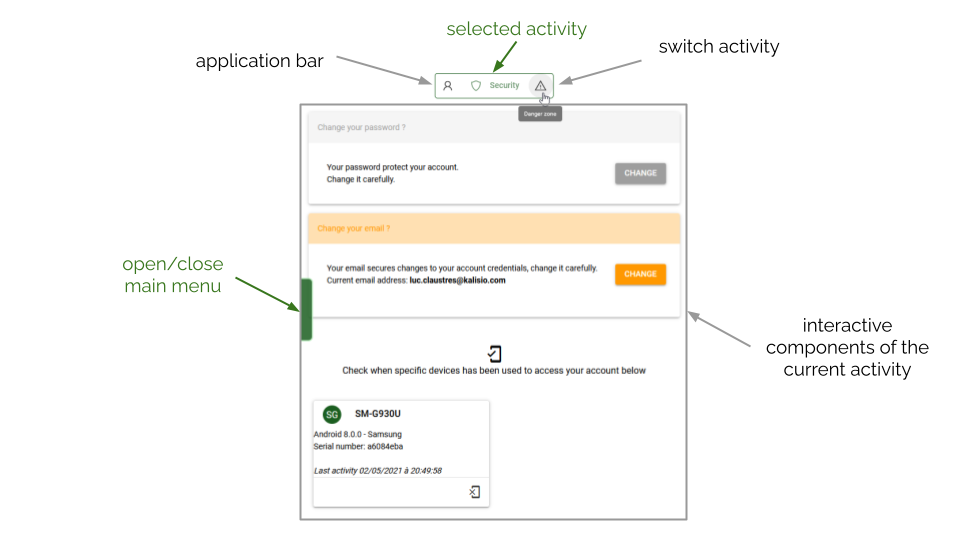 selected activity
application bar
switch activity
Security
Danger zone
Change your password ?
Your password protect your account.
Change it carefully.
CHANGE
Change your email ?
Your email secures changes to your account credentials, change it carefully.
Current email address: luc.claustres@kalisio.com
CHANGE
open/close
main menu
interactive
components of the
current activity
Check when specific devices has been used to access your account below
SG
SM-G930U
Android 8.0.0 - Samsung
Serial number: a6084eba
Last activity 02/05/2021 à 20:49:58